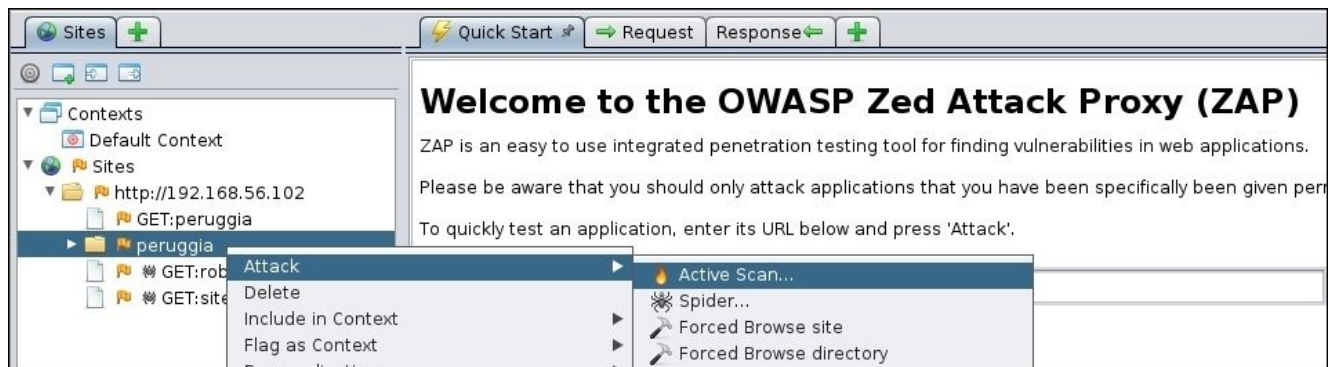 Sites
Quick Start
Request
Response
Contexts
Default Context
Sites
http://192.168.56.102
GET:peruggia
peruggia
GET:rob
GET:site
Welcome to the OWASP Zed Attack Proxy (ZAP)
ZAP is an easy to use integrated penetration testing tool for finding vulnerabilities in web applications.
Please be aware that you should only attack applications that you have been specifically been given per
To quickly test an application, enter its URL below and press 'Attack'.
Attack
Delete
Include in Context
Flag as Context
Active Scan...
Spider...
Forced Browse site
Forced Browse directory